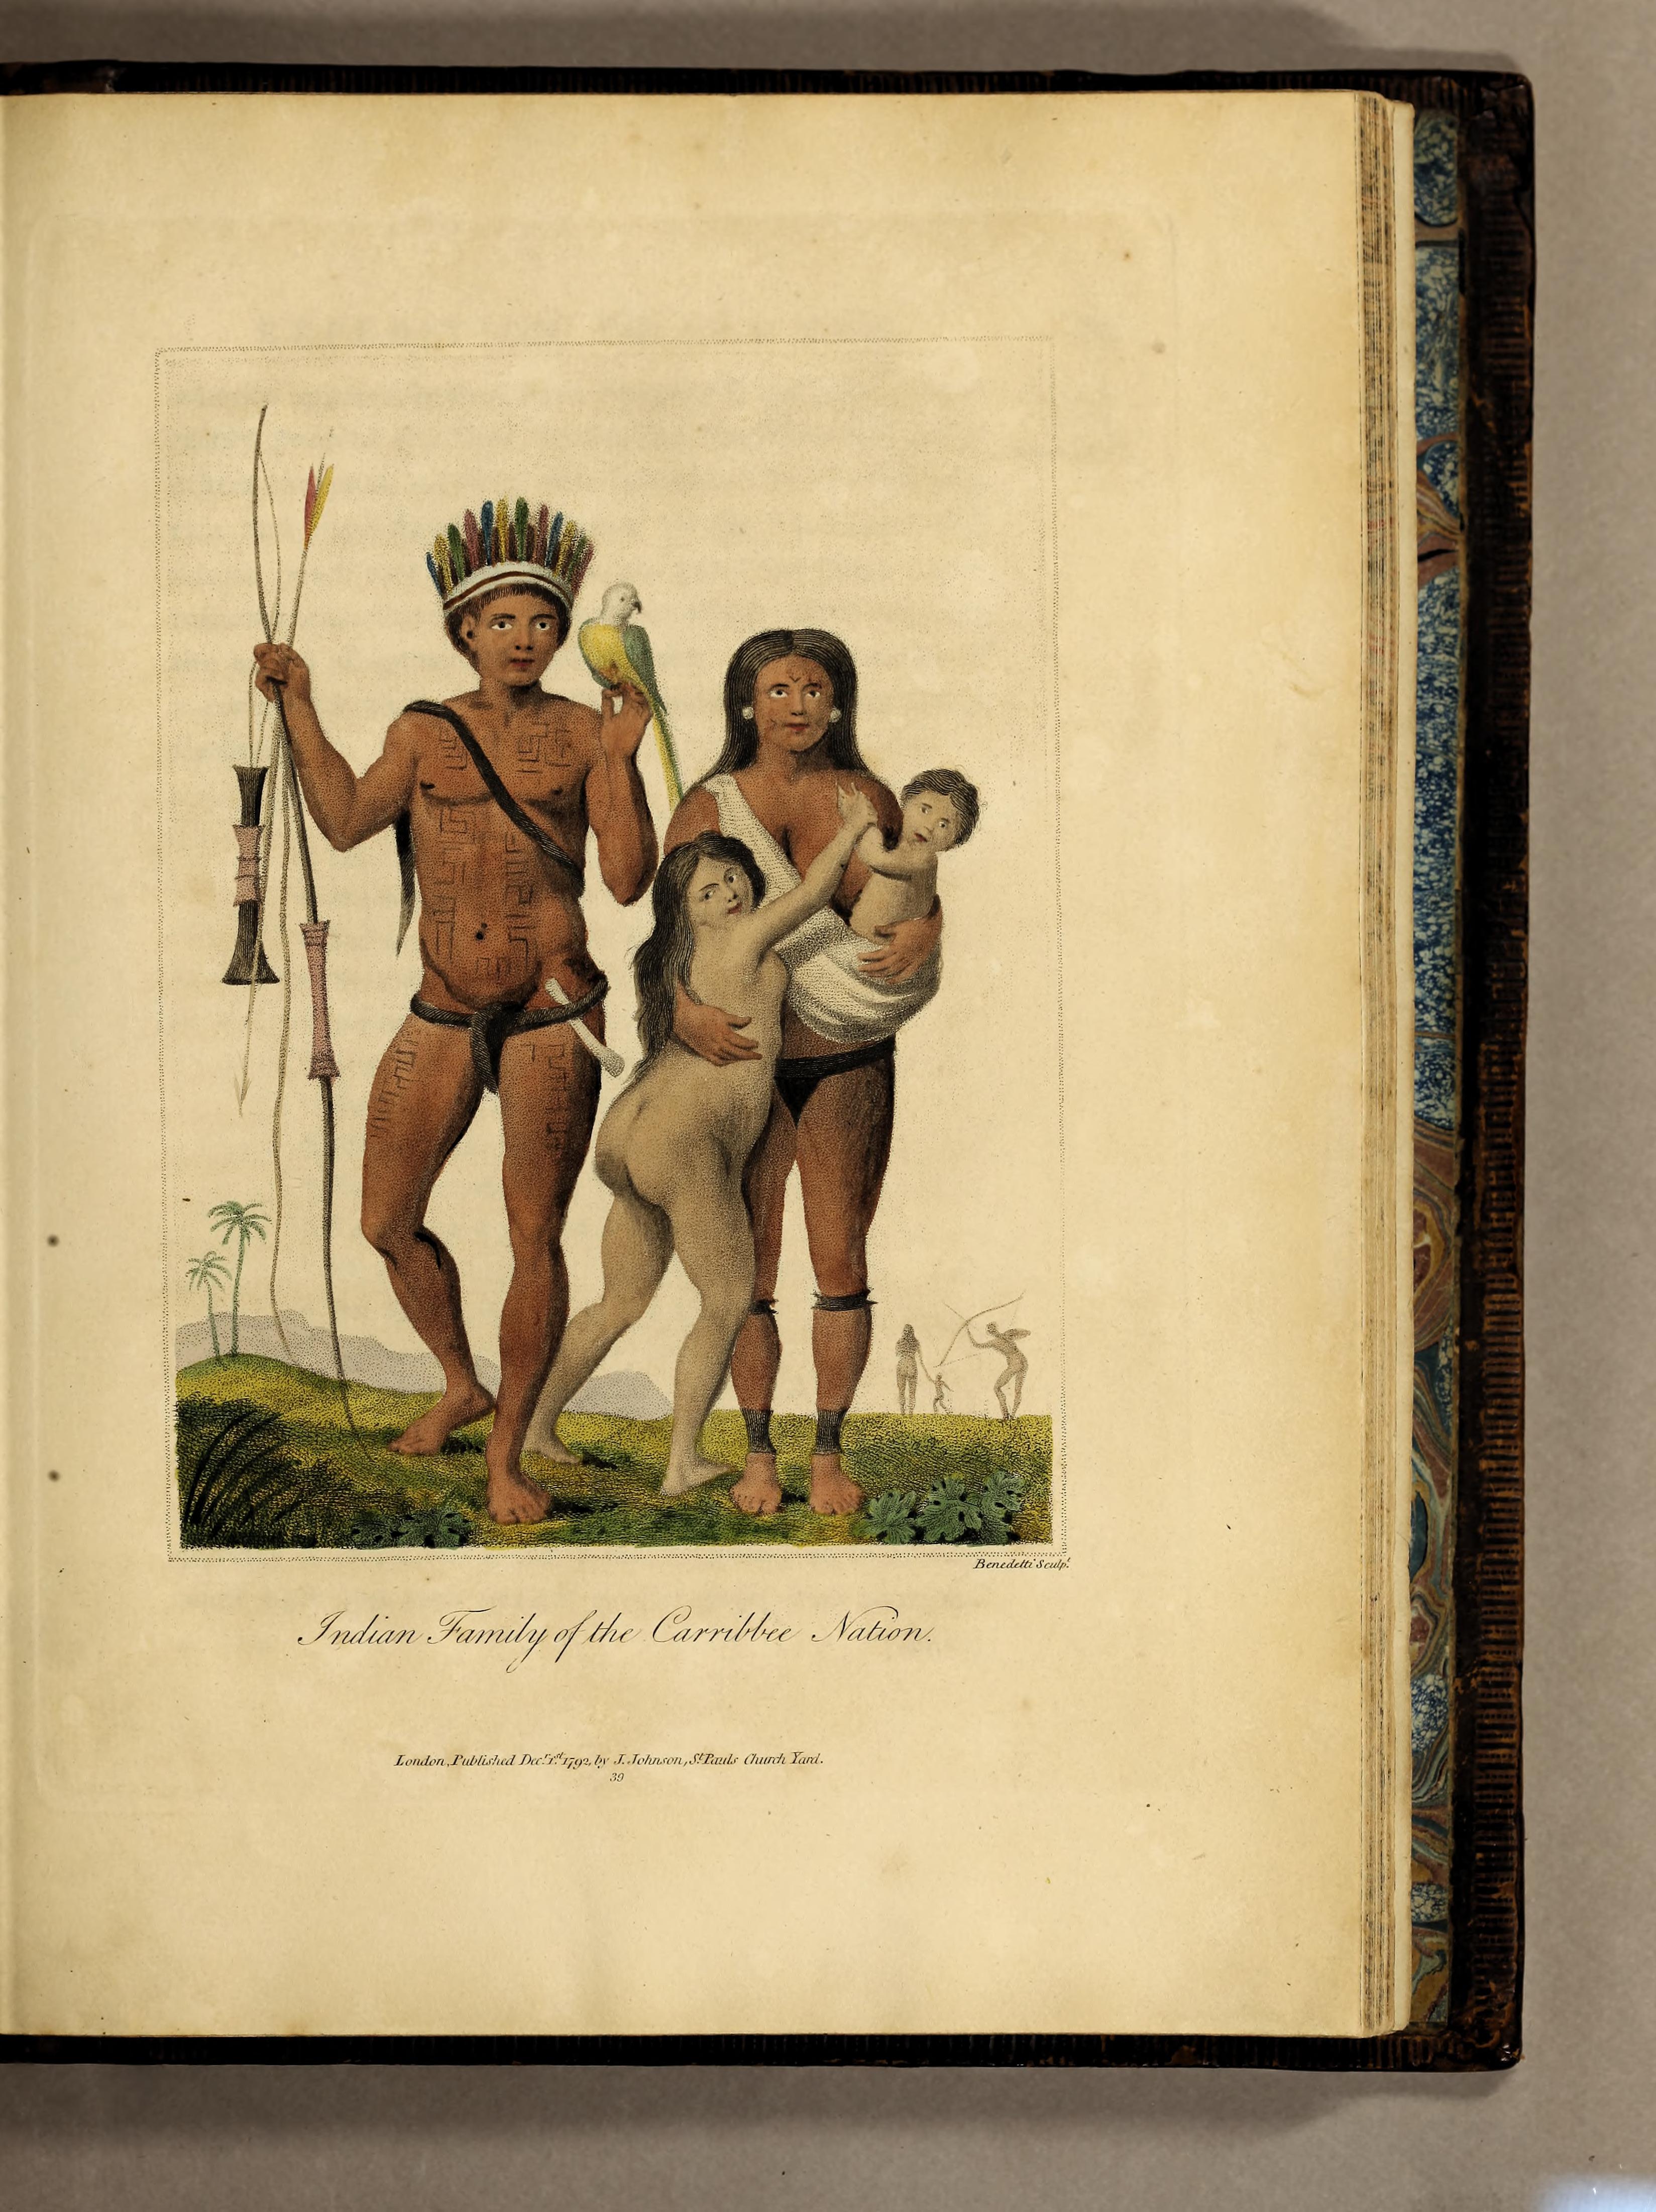 Benedetti Sculpt.
Indian Family of the Carribbee Nation.
London, Published Decr. 1st. 1792, by J. Johnson, St. Pauls Church Yard.
39